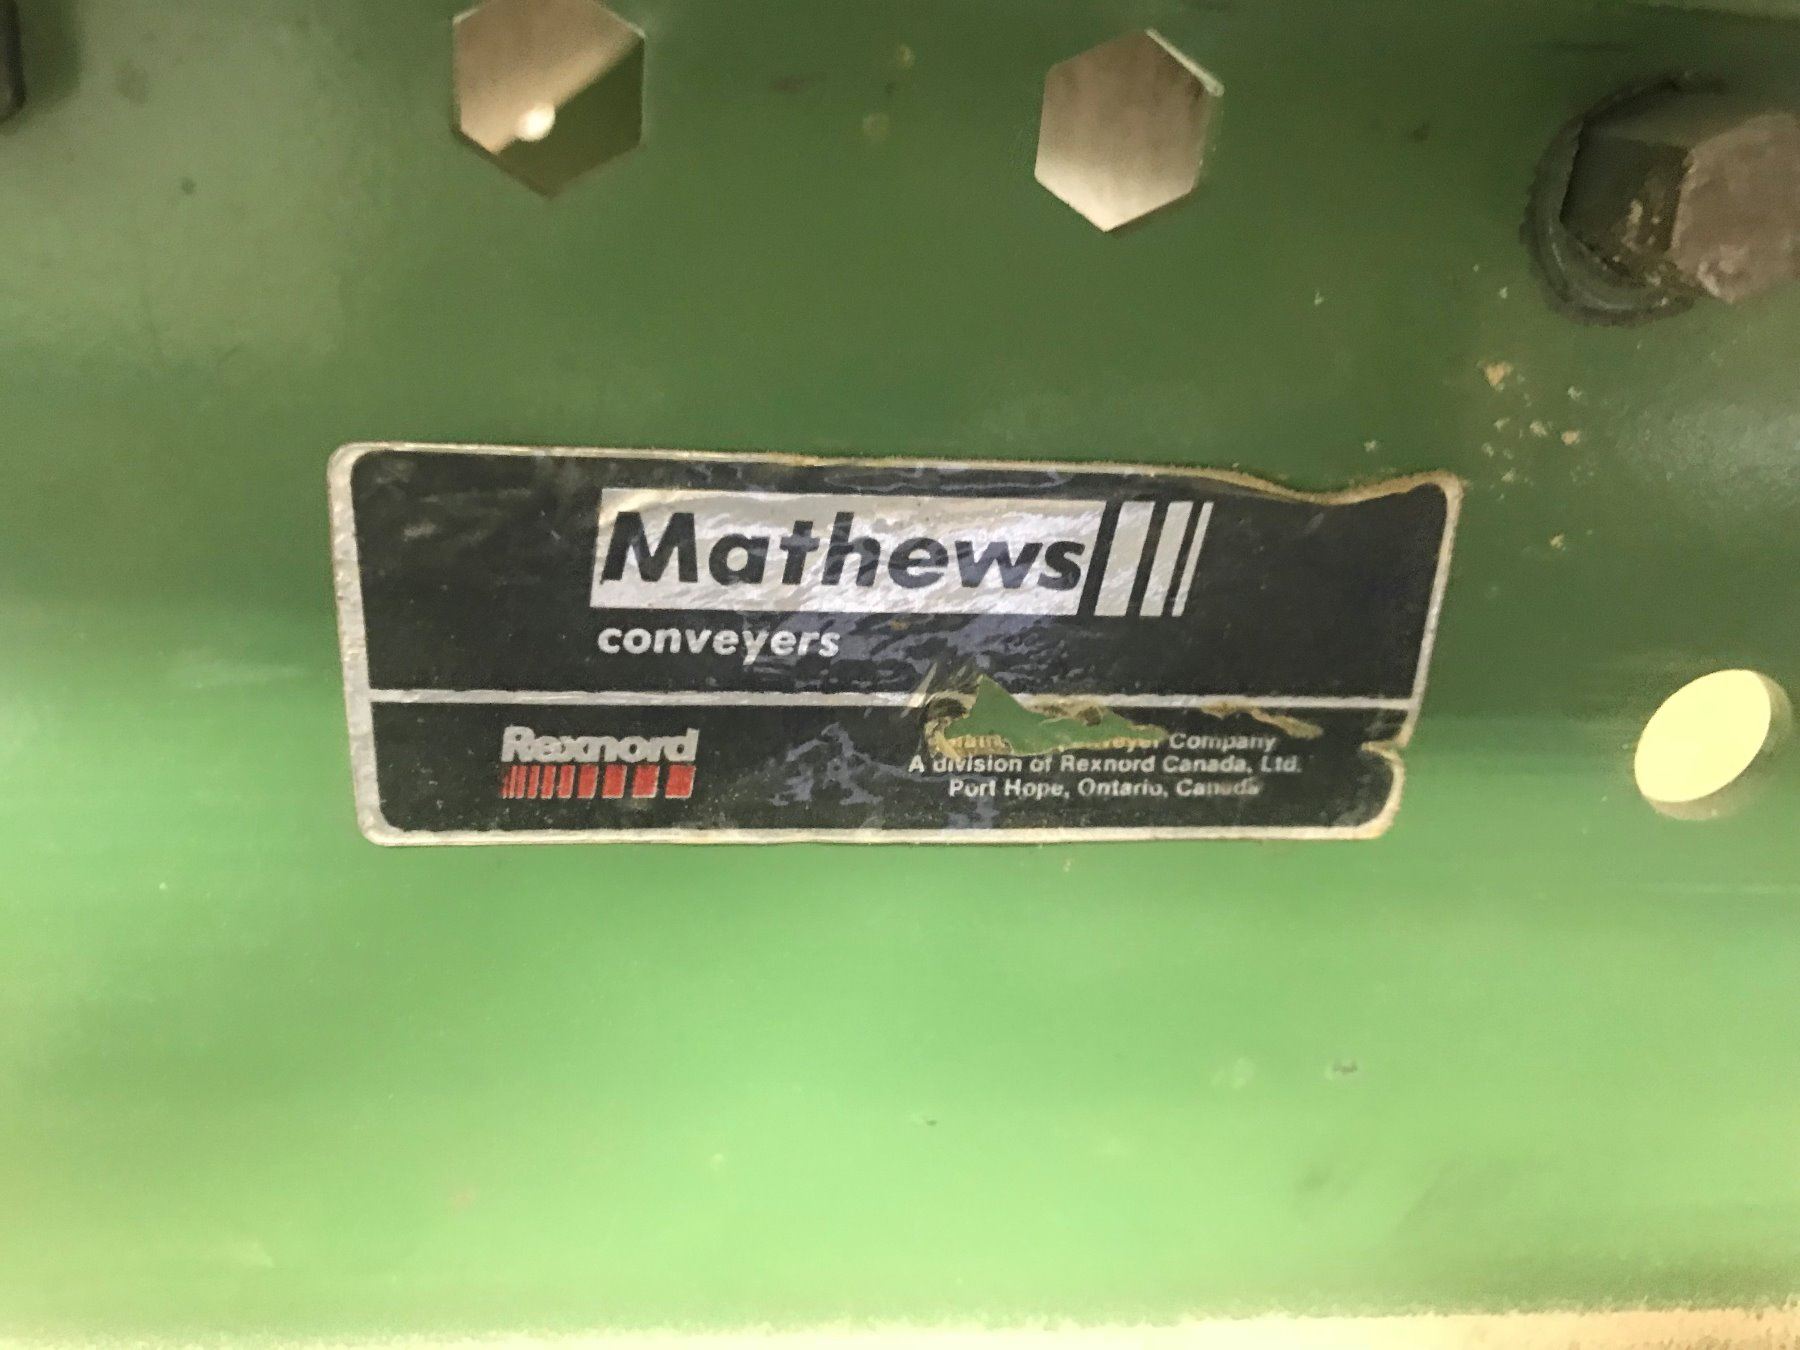 Mathews
conveyers
Rexnord
Company
A division of Rexnord Canada, Ltd.
Port Hope, Ontario, Canada